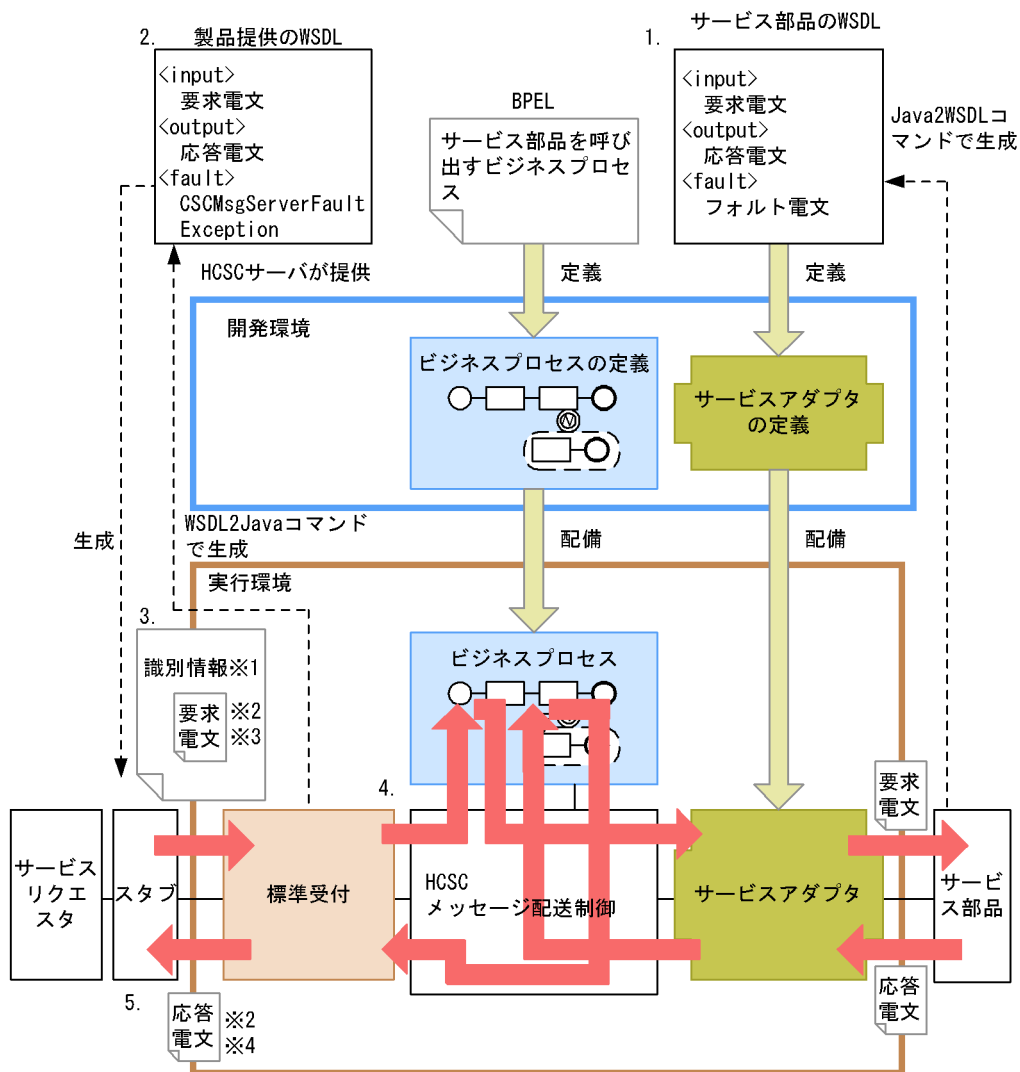 2.
製品提供のWSDL
<input>
要求電文
<output>
応答電文
<fault>
CSCMsgServerFault
Exception
BPEL
サービス部品を呼び
出すビジネスプロセ
ス
1.
サービス部品のWSDL
<input>
要求電文
<output>
応答電文
<fault>
フォルト電文
Java2WSDLコ
マンドで生成
HCSCサーバが提供
定義
定義
開発環境
ビジネスプロセスの定義
サービスアダプタ
の定義
生成
WSDL2Javaコマンド
で生成
配備
配備
実行環境
3.
識別情報※1
要求
電文
※2
※3
ビジネスプロセス
4.
要求
電文
サービス
リクエ
スタ
スタブ
標準受付
HCSC
メッセージ配送制御
サービスアダプタ
サービ
ス部品
5.
応答
電文
※2
※4
応答
電文